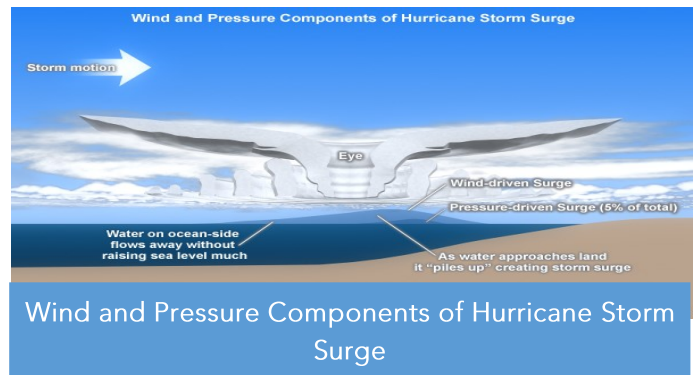 Wind and Pressure Components of Hurricane Storm Surge
Storm motion
Eye
Wind-driven Surge
Pressure-driven Surge (5% of total)
Water on ocean-side
flows away without
raising sea level much
As water approaches land
it "piles up" creating storm surge
Wind and Pressure Components of Hurricane Storm
Surge